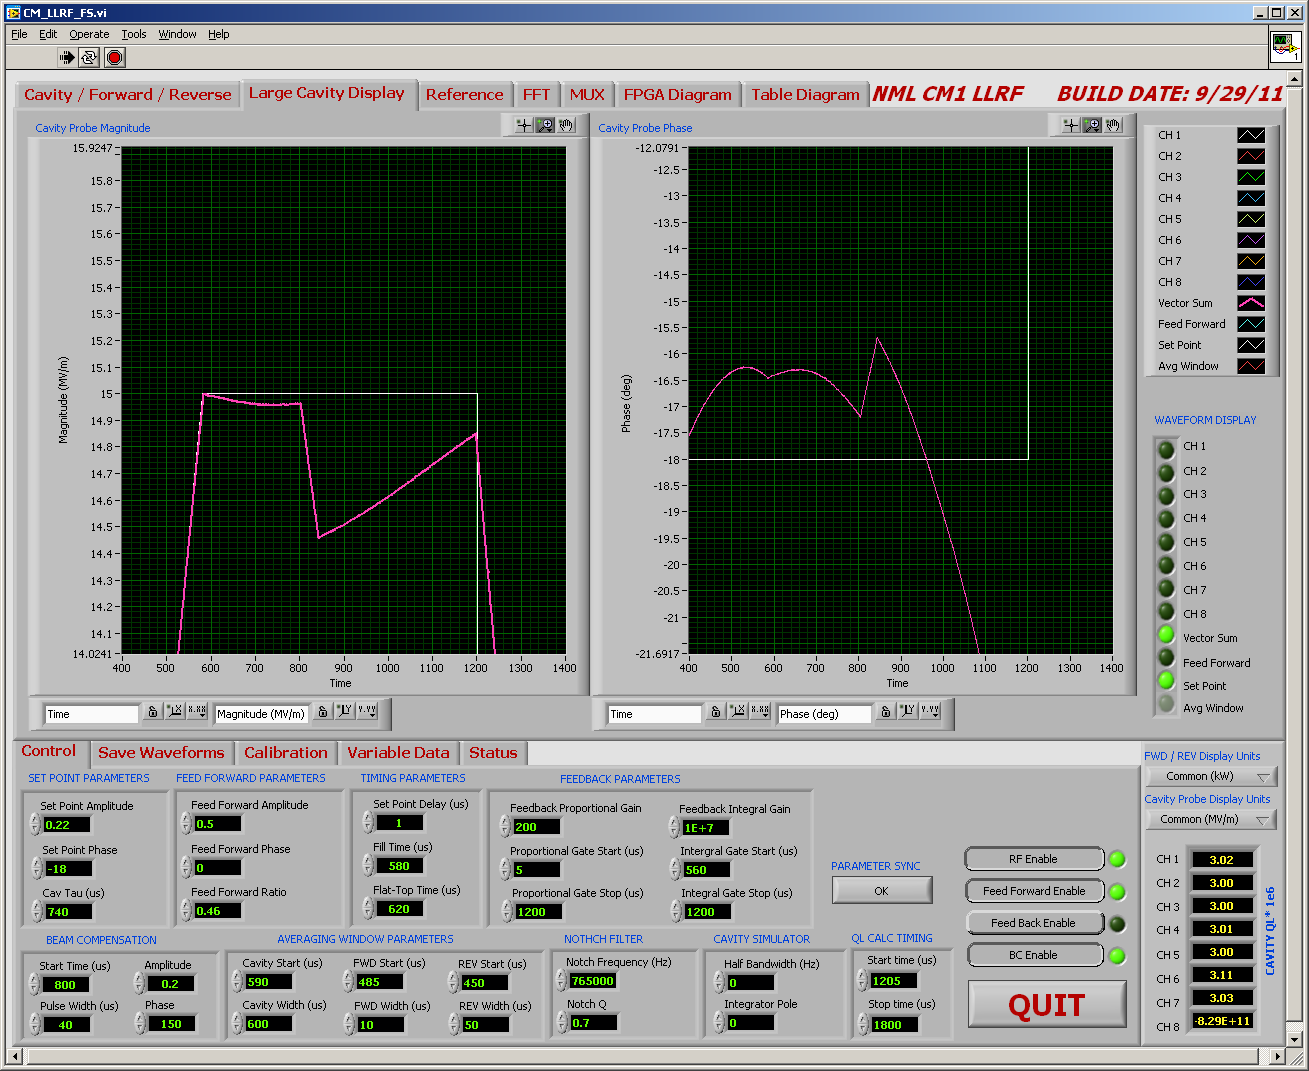 CM_LLRF_FS.vi
File Edit Operate Tools Window Help
1
Cavity / Forward / Reverse Large Cavity Display Reference FFT MUX FPGA Diagram Table Diagram NML CM1 LLRF BUILD DATE: 9/29/11
Cavity Probe Magnitude
15.9247
15.8
15.7
15.6
15.5
15.4
15.3
15.2
15.1
15
14.9
14.8
14.7
14.6
14.5
14.4
14.3
14.2
14.1
14.0241
Magnitude (MV/m)
400 500 600 700 800 900 1000 1100 1200 1300 1400
Time
Time Magnitude (MV/m)
Cavity Probe Phase
-12.0791
-12.5
-13
-13.5
-14
-14.5
-15
-15.5
-16
-16.5
-17
-17.5
-18
-18.5
-19
-19.5
-20
-20.5
-21
-21.6917
Phase (deg)
400 500 600 700 800 900 1000 1100 1200 1300 1400
Time
Time Phase (deg)
CH 1
CH 2
CH 3
CH 4
CH 5
CH 6
CH 7
CH 8
Vector Sum
Feed Forward
Set Point
Avg Window
WAVEFORM DISPLAY
CH 1
CH 2
CH 3
CH 4
CH 5
CH 6
CH 7
CH 8
Vector Sum
Feed Forward
Set Point
Avg Window
Control Save Waveforms Calibration Variable Data Status
SET POINT PARAMETERS
Set Point Amplitude
0.22
Set Point Phase
-18
Cav Tau (us)
740
FEED FORWARD PARAMETERS
Feed Forward Amplitude
0.5
Feed Forward Phase
0
Feed Forward Ratio
0.46
TIMING PARAMETERS
Set Point Delay (us)
1
Fill Time (us)
580
Flat-Top Time (us)
620
FEEDBACK PARAMETERS
Feedback Proportional Gain
200
Proportional Gate Start (us)
5
Proportional Gate Stop (us)
1200
Feedback Integral Gain
1E+7
Intergral Gate Start (us)
560
Integral Gate Stop (us)
1200
PARAMETER SYNC
OK
BEAM COMPENSATION
Start Time (us)
800
Pulse Width (us)
40
Amplitude
0.2
Phase
150
AVERAGING WINDOW PARAMETERS
Cavity Start (us)
590
Cavity Width (us)
600
FWD Start (us)
485
FWD Width (us)
10
REV Start (us)
450
REV Width (us)
50
NOTHCH FILTER
Notch Frequency (Hz)
765000
Notch Q
0.7
CAVITY SIMULATOR
Half Bandwidth (Hz)
0
Integrator Pole
0
QL CALC TIMING
Start time (us)
1205
Stop time (us)
1800
RF Enable
Feed Forward Enable
Feed Back Enable
BC Enable
QUIT
FWD / REV Display Units
Common (kW)
Cavity Probe Display Units
Common (MV/m)
CH 1 3.02
CH 2 3.00
CH 3 3.00
CH 4 3.01
CH 5 3.00
CH 6 3.11
CH 7 3.03
CH 8 -8.29E+11
CAVITY QL* 1e6